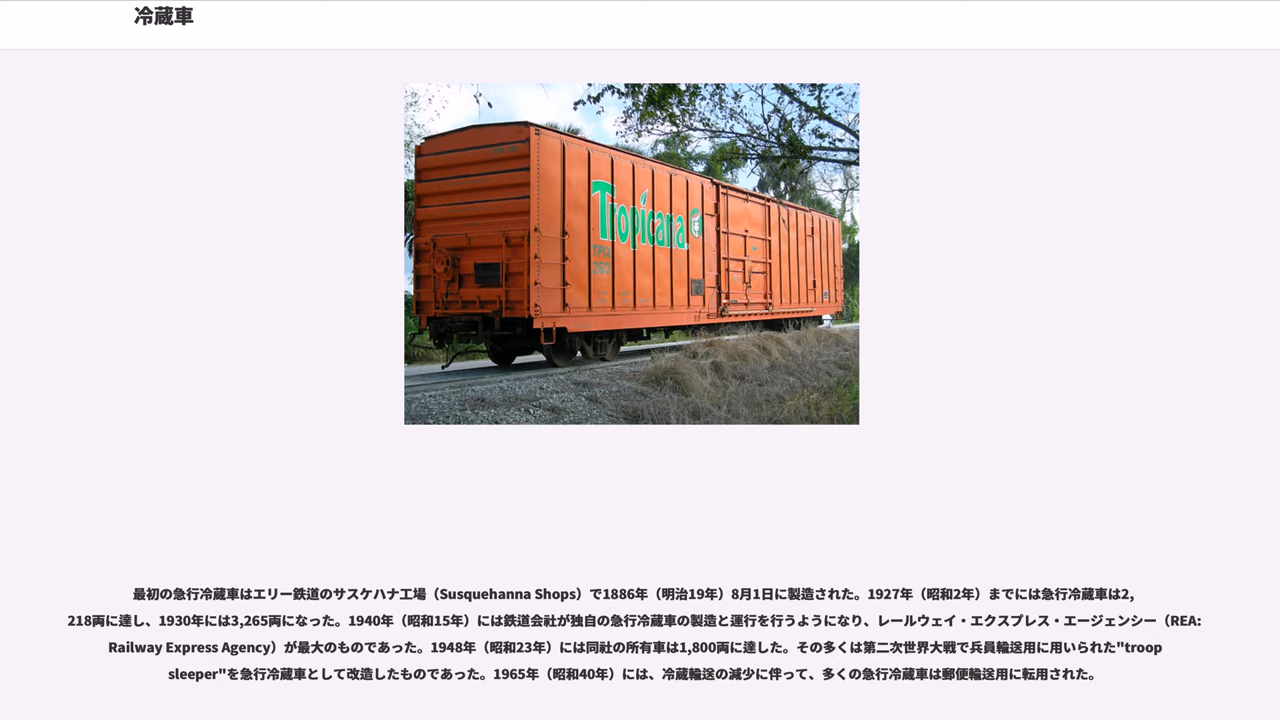 冷蔵車
Tropicana
TPIX
最初の急行冷蔵車はエリー鉄道のサスケハナ工場（Susquehanna Shops）で1886年（明治19年）8月1日に製造された。1927年（昭和2年）までには急行冷蔵車は2,
218両に達し、1930年には3,265両になった。1940年（昭和15年）には鉄道会社が独自の急行冷蔵車の製造と運行を行うようになり、レールウェイ・エクスプレス・エージェンシー（REA:
Railway Express Agency）が最大のものであった。1948年（昭和23年）には同社の所有車は1,800両に達した。その多くは第二次世界大戦で兵員輸送用に用いられた"troop
sleeper"を急行冷蔵車として改造したものであった。1965年（昭和40年）には、冷蔵輸送の減少に伴って、多くの急行冷蔵車は郵便輸送用に転用された。